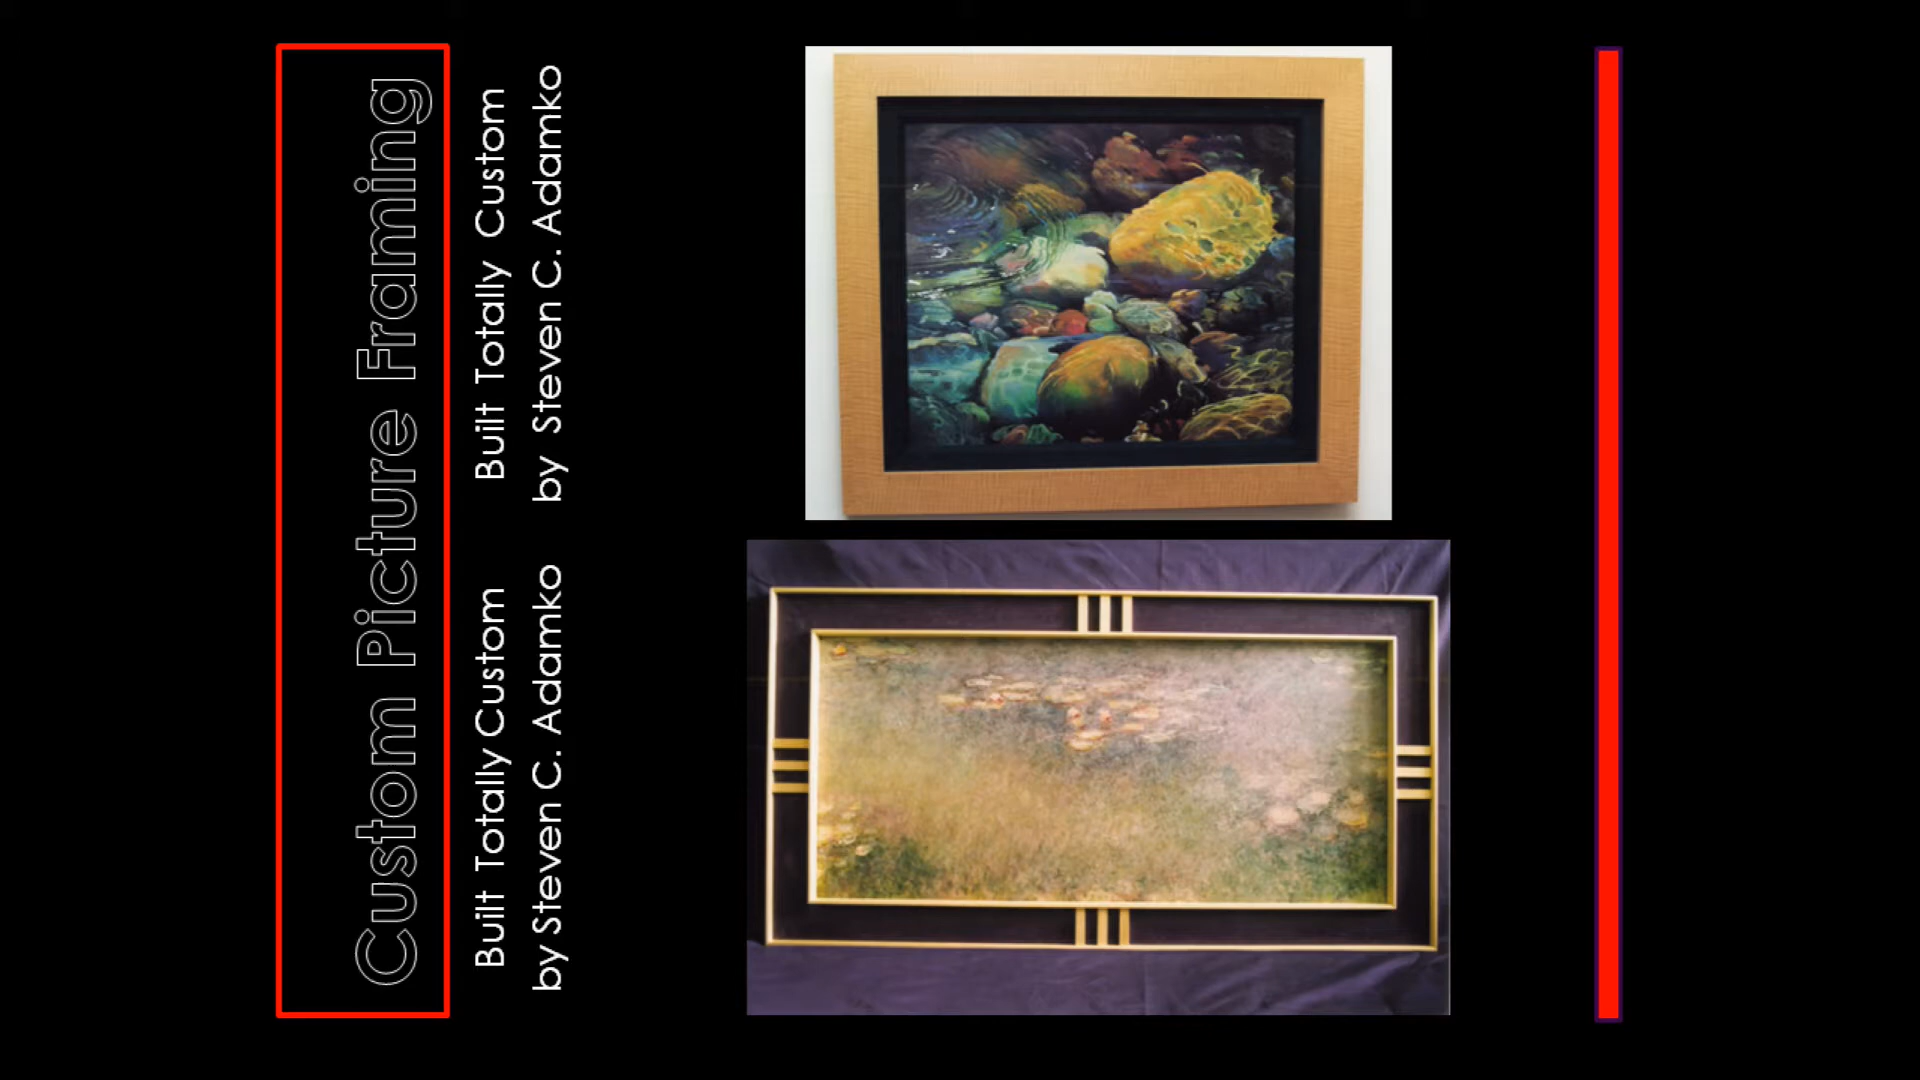 Custom Picture Framing
Built Totally Custom
by Steven C. Adamko
Built Totally Custom
by Steven C. Adamko